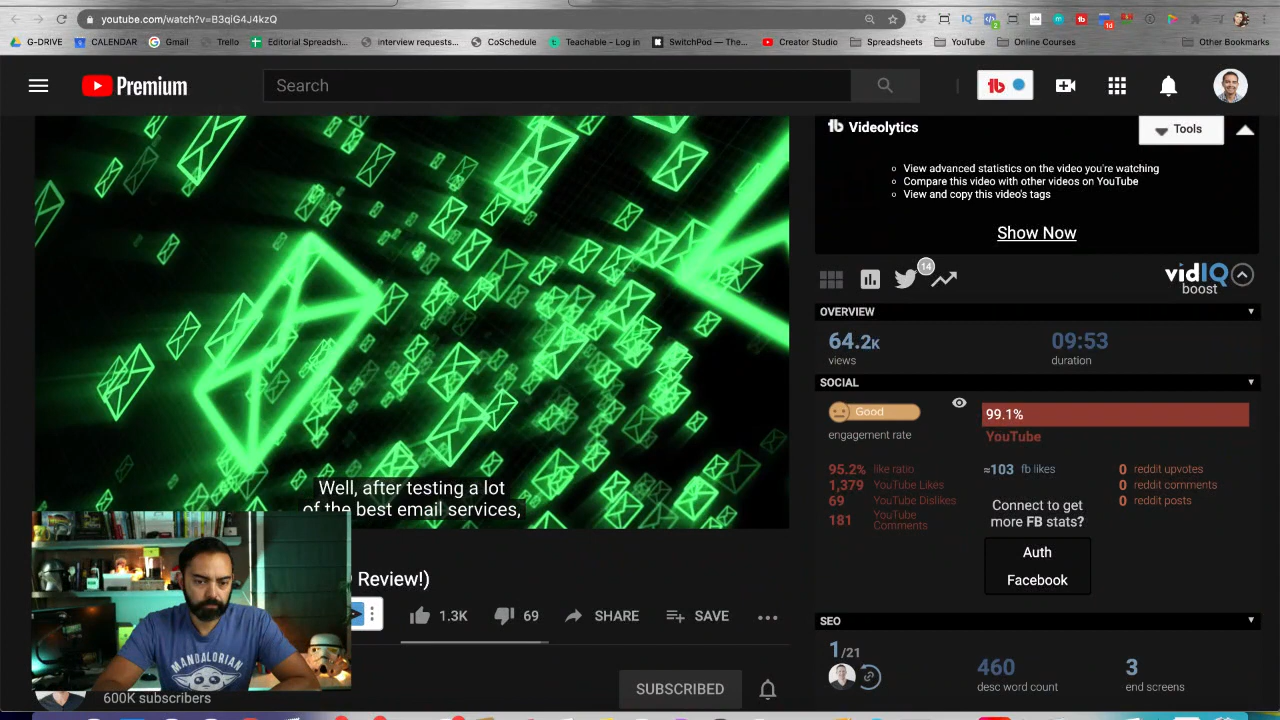 youtube.com/watch?v=B3qlG4J4kzQ
G-DRIVE CALENDAR Gmail Trello Editorial Spreadsh... interview requests... CoSchedule Teachable - Log in SwitchPod — The... Creator Studio Spreadsheets YouTube Online Courses Other Bookmarks
Premium
Search
tb
tb Videolytics
Tools
View advanced statistics on the video you're watching
Compare this video with other videos on YouTube
View and copy this video's tags
Show Now
14
vidIQ
boost
OVERVIEW
64.2K
views
09:53
duration
SOCIAL
Good
engagement rate
99.1%
YouTube
95.2% like ratio
1,379 YouTube Likes
69 YouTube Dislikes
181 YouTube
Comments
≈103 fb likes
Connect to get
more FB stats?
Auth
Facebook
0 reddit upvotes
0 reddit comments
0 reddit posts
SEO
1/21
460
desc word count
3
end screens
Well, after testing a lot
of the best email services,
Review!)
1.3K 69 SHARE SAVE
MANDALORIAN
600K subscribers
SUBSCRIBED